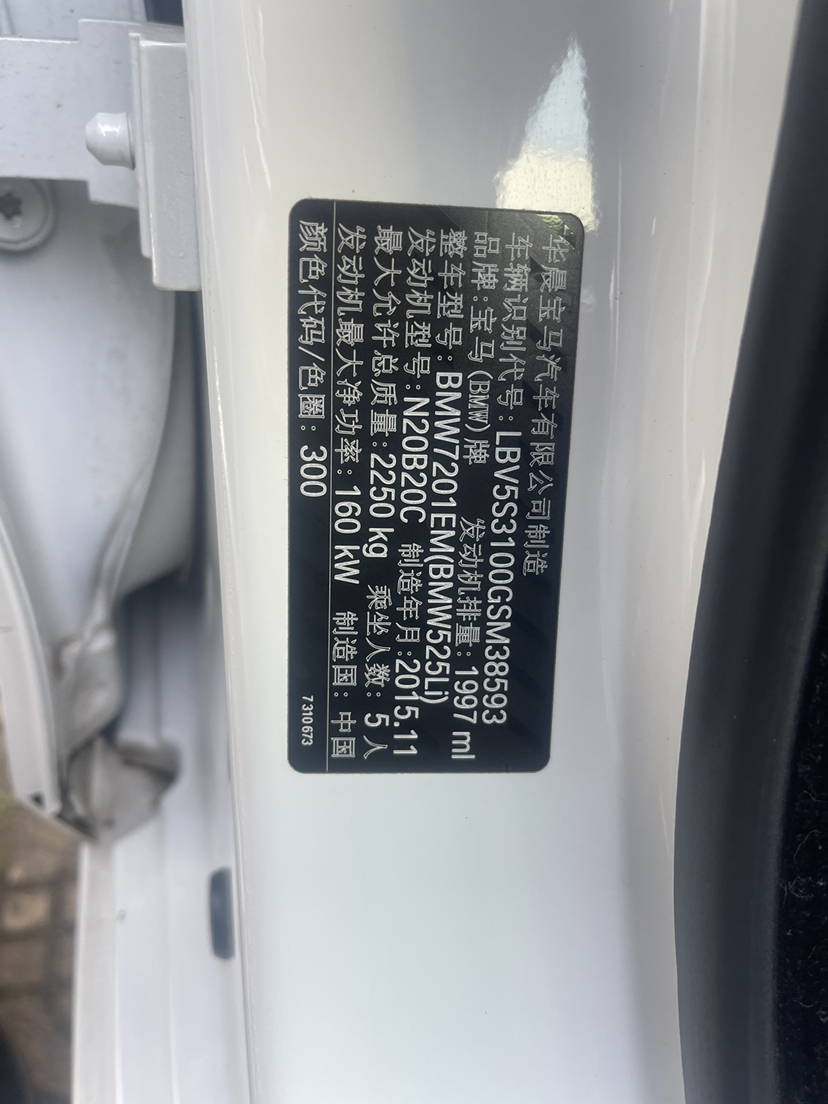 华晨宝马汽车有限公司制造
车辆识别代号: LBV5S3100GSM38593
品牌:宝马(BMW)牌 发动机排量: 1997 ml
整车型号: BMW7201EM(BMW525Li)
发动机型号:N20B20C 制造年月:2015.11
最大允许总质量:2250 kg 乘坐人数: 5 人
发动机最大净功率: 160 kW 制造国: 中国
颜色代码/色圈: 300
7310673